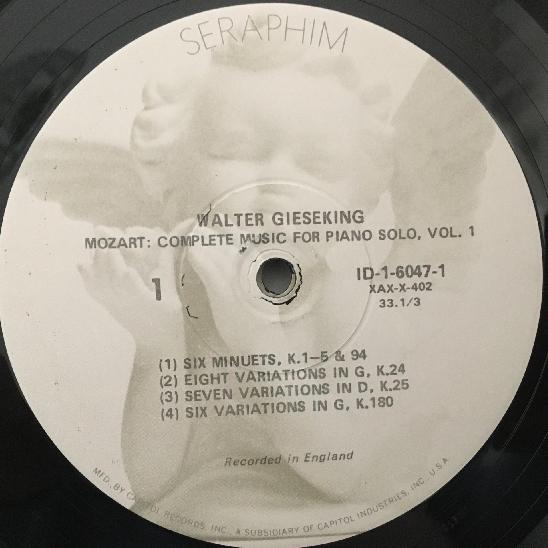 SERAPHIM
WALTER GIESEKING
MOZART: COMPLETE MUSIC FOR PIANO SOLO, VOL. 1
1
ID-1-6047-1
XAX-X-402
33.1/3
(1) SIX MINUETS, K.1–5 & 94
(2) EIGHT VARIATIONS IN G, K.24
(3) SEVEN VARIATIONS IN D, K.25
(4) SIX VARIATIONS IN G, K.180
Recorded in England
MFD. BY CAPITOL RECORDS, INC., A SUBSIDIARY OF CAPITOL INDUSTRIES, INC. U.S.A.